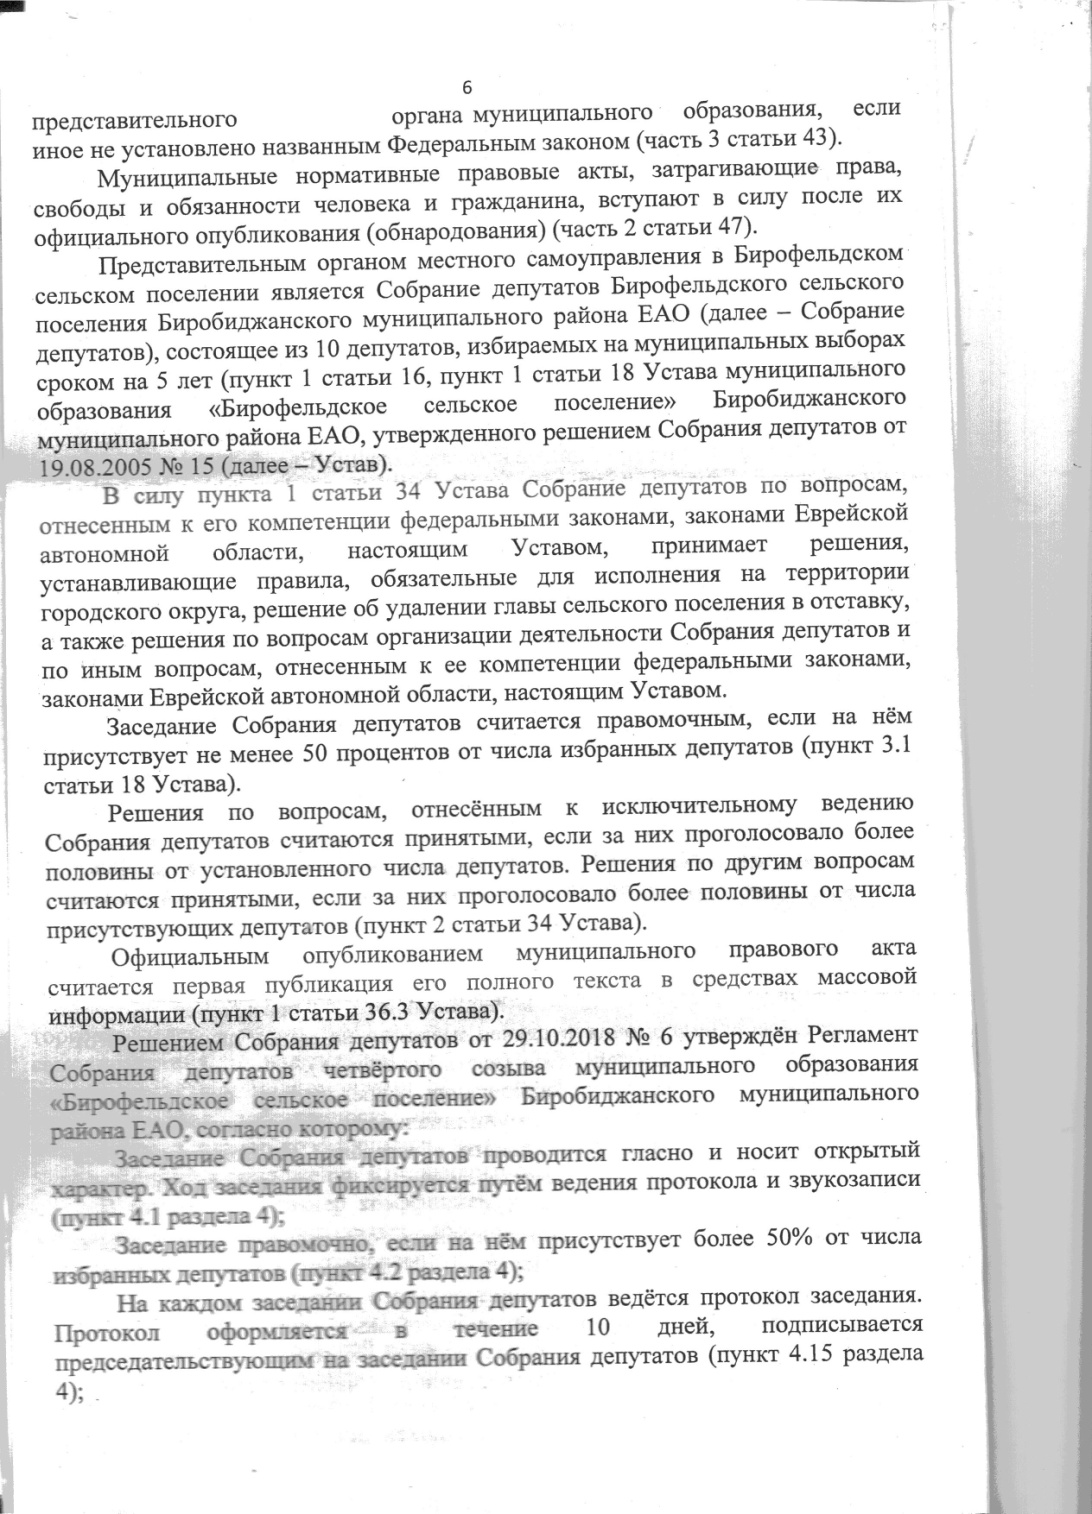 6
представительного органа муниципального образования, если
иное не установлено названным Федеральным законом (часть 3 статьи 43).
Муниципальные нормативные правовые акты, затрагивающие права,
свободы и обязанности человека и гражданина, вступают в силу после их
официального опубликования (обнародования) (часть 2 статьи 47).
Представительным органом местного самоуправления в Бирофельдском
сельском поселении является Собрание депутатов Бирофельдского сельского
поселения Биробиджанского муниципального района ЕАО (далее – Собрание
депутатов), состоящее из 10 депутатов, избираемых на муниципальных выборах
сроком на 5 лет (пункт 1 статьи 16, пункт 1 статьи 18 Устава муниципального
образования «Бирофельдское сельское поселение» Биробиджанского
муниципального района ЕАО, утвержденного решением Собрания депутатов от
19.08.2005 № 15 (далее – Устав).
В силу пункта 1 статьи 34 Устава Собрание депутатов по вопросам,
отнесенным к его компетенции федеральными законами, законами Еврейской
автономной области, настоящим Уставом, принимает решения,
устанавливающие правила, обязательные для исполнения на территории
городского округа, решение об удалении главы сельского поселения в отставку,
а также решения по вопросам организации деятельности Собрания депутатов и
по иным вопросам, отнесенным к ее компетенции федеральными законами,
законами Еврейской автономной области, настоящим Уставом.
Заседание Собрания депутатов считается правомочным, если на нём
присутствует не менее 50 процентов от числа избранных депутатов (пункт 3.1
статьи 18 Устава).
Решения по вопросам, отнесённым к исключительному ведению
Собрания депутатов считаются принятыми, если за них проголосовало более
половины от установленного числа депутатов. Решения по другим вопросам
считаются принятыми, если за них проголосовало более половины от числа
присутствующих депутатов (пункт 2 статьи 34 Устава).
Официальным опубликованием муниципального правового акта
считается первая публикация его полного текста в средствах массовой
информации (пункт 1 статьи 36.3 Устава).
Решением Собрания депутатов от 29.10.2018 № 6 утверждён Регламент
Собрания депутатов четвёртого созыва муниципального образования
«Бирофельдское сельское поселение» Биробиджанского муниципального
района ЕАО, согласно которому:
Заседание Собрания депутатов проводится гласно и носит открытый
характер. Ход заседания фиксируется путём ведения протокола и звукозаписи
(пункт 4.1 раздела 4);
Заседание правомочно, если на нём присутствует более 50% от числа
избранных депутатов (пункт 4.2 раздела 4);
На каждом заседании Собрания депутатов ведётся протокол заседания.
Протокол оформляется в течение 10 дней, подписывается
председательствующим на заседании Собрания депутатов (пункт 4.15 раздела
4);